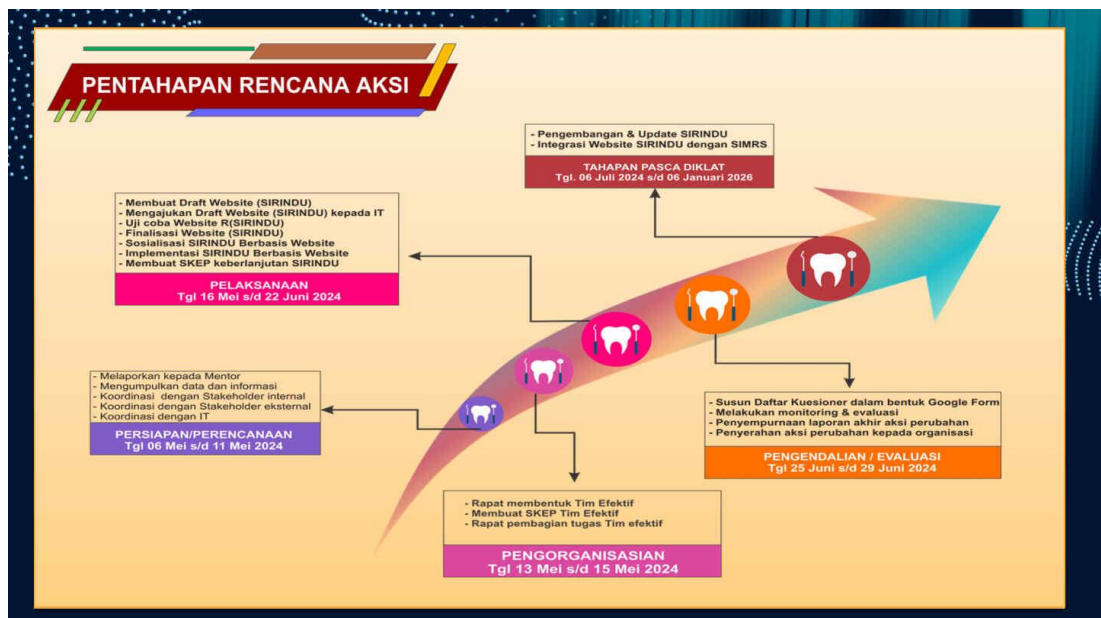 PENTAHAPAN RENCANA AKSI
- Pengembangan & Update SIRINDU
- Integrasi Website SIRINDU dengan SIMRS
TAHAPAN PASCA DIKLAT
Tgl. 06 Juli 2024 s/d 06 Januari 2026
- Membuat Draft Website (SIRINDU)
- Mengajukan Draft Website (SIRINDU) kepada IT
- Uji coba Website R(SIRINDU)
- Finalisasi Website (SIRINDU)
- Sosialisasi SIRINDU Berbasis Website
- Implementasi SIRINDU Berbasis Website
- Membuat SKEP keberlanjutan SIRINDU
PELAKSANAAN
Tgl 16 Mei s/d 22 Juni 2024
- Melaporkan kepada Mentor
- Mengumpulkan data dan informasi
- Koordinasi dengan Stakeholder internal
- Koordinasi dengan Stakeholder eksternal
- Koordinasi dengan IT
PERSIAPAN/PERENCANAAN
Tgl 06 Mei s/d 11 Mei 2024
- Susun Daftar Kuesioner dalam bentuk Google Form
- Melakukan monitoring & evaluasi
- Penyempurnaan laporan akhir aksi perubahan
- Penyerahan aksi perubahan kepada organisasi
PENGENDALIAN / EVALUASI
Tgl 25 Juni s/d 29 Juni 2024
- Rapat membentuk Tim Efektif
- Membuat SKEP Tim Efektif
- Rapat pembagian tugas Tim efektif
PENGORGANISASIAN
Tgl 13 Mei s/d 15 Mei 2024